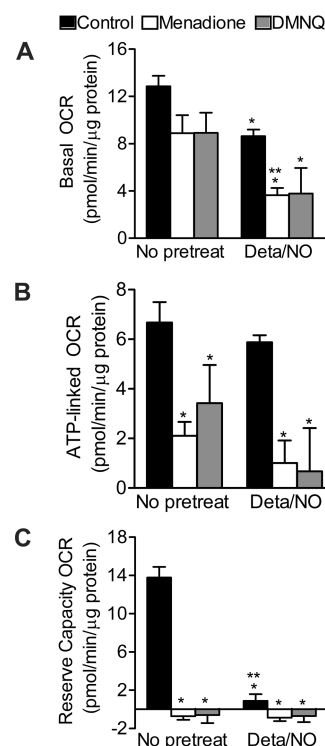 Control Menadione DMNQ
A
Basal OCR
(pmol/min/µg protein)
16
12
8
4
0
*
**
*
*
No pretreat Deta/NO
B
ATP-linked OCR
(pmol/min/µg protein)
8
6
4
2
0
*
*
*
*
No pretreat Deta/NO
C
Reserve Capacity OCR
(pmol/min/µg protein)
18
14
10
6
2
-2
*
*
**
*
*
*
No pretreat Deta/NO